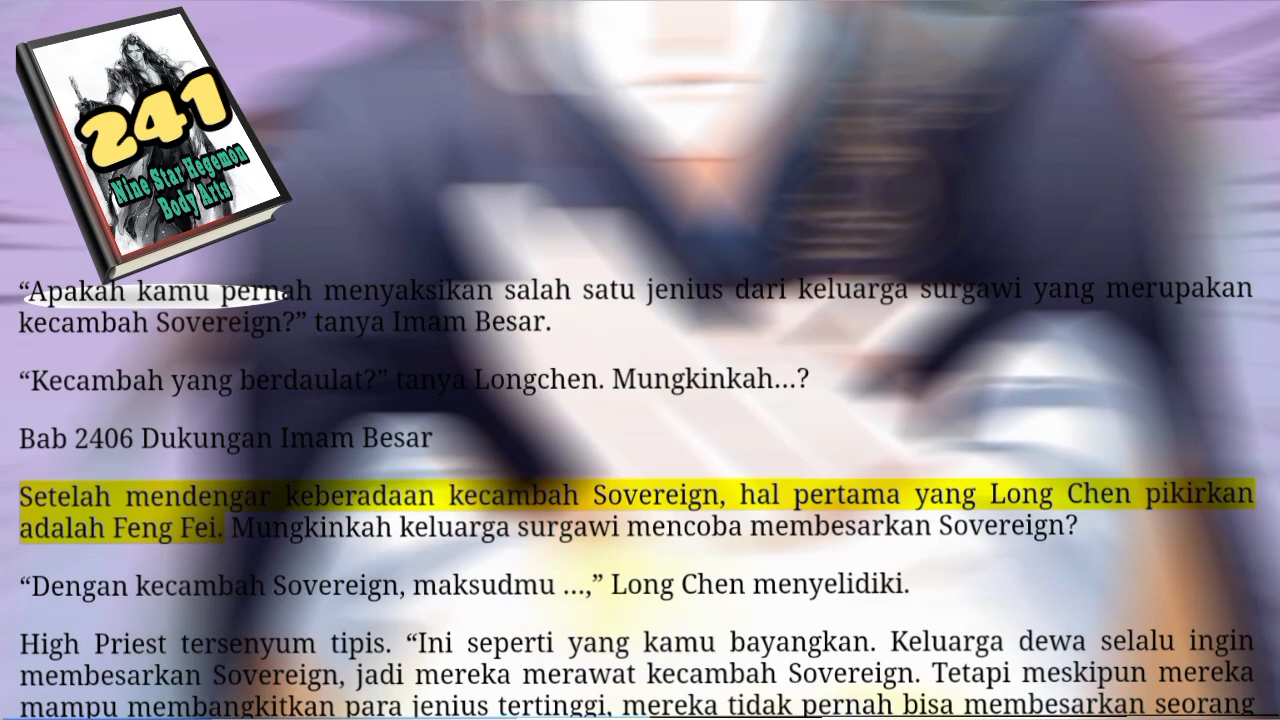 241
Nine Star Hegemon
Body Arts
“Apakah kamu pernah menyaksikan salah satu jenius dari keluarga surgawi yang merupakan
kecambah Sovereign?” tanya Imam Besar.
“Kecambah yang berdaulat?” tanya Longchen. Mungkinkah...?
Bab 2406 Dukungan Imam Besar
Setelah mendengar keberadaan kecambah Sovereign, hal pertama yang Long Chen pikirkan
adalah Feng Fei. Mungkinkah keluarga surgawi mencoba membesarkan Sovereign?
“Dengan kecambah Sovereign, maksudmu ...,” Long Chen menyelidiki.
High Priest tersenyum tipis. “Ini seperti yang kamu bayangkan. Keluarga dewa selalu ingin
membesarkan Sovereign, jadi mereka merawat kecambah Sovereign. Tetapi meskipun mereka
mampu membangkitkan para jenius tertinggi, mereka tidak pernah bisa membesarkan seorang